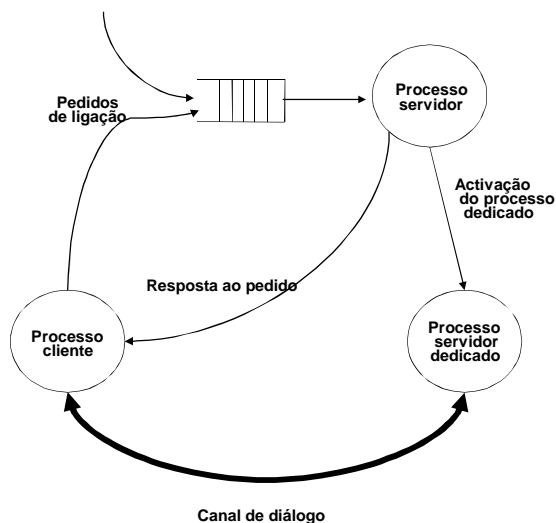 Processo
servidor
Pedidos
de ligação
Activação
do processo
dedicado
Resposta ao pedido
Processo
cliente
Processo
servidor
dedicado
Canal de diálogo